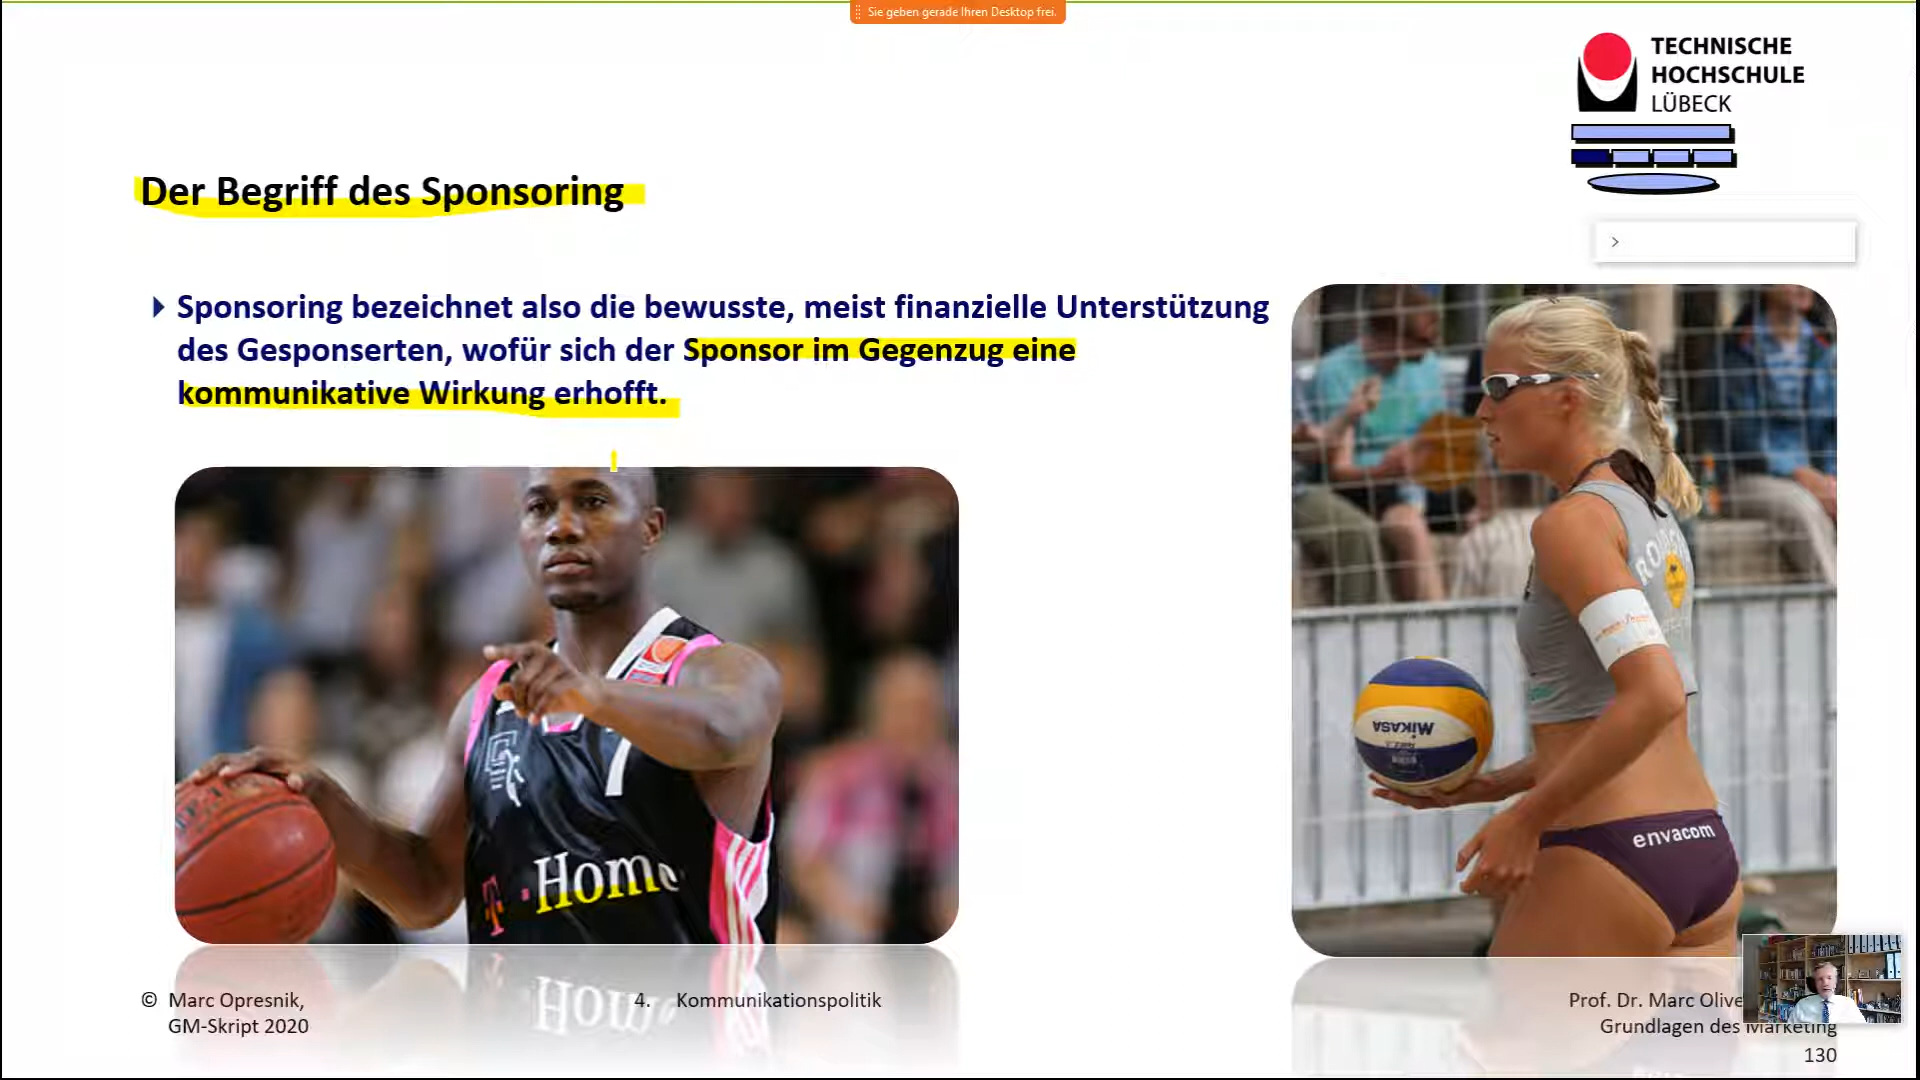 Sie geben gerade Ihren Desktop frei.
TECHNISCHE
HOCHSCHULE
LÜBECK
Der Begriff des Sponsoring
Sponsoring bezeichnet also die bewusste, meist finanzielle Unterstützung
des Gesponserten, wofür sich der Sponsor im Gegenzug eine
kommunikative Wirkung erhofft.
T · Home
MIKASA
envacom
© Marc Opresnik,
GM-Skript 2020
4. Kommunikationspolitik
Prof. Dr. Marc
Grundlagen des Marketing
130